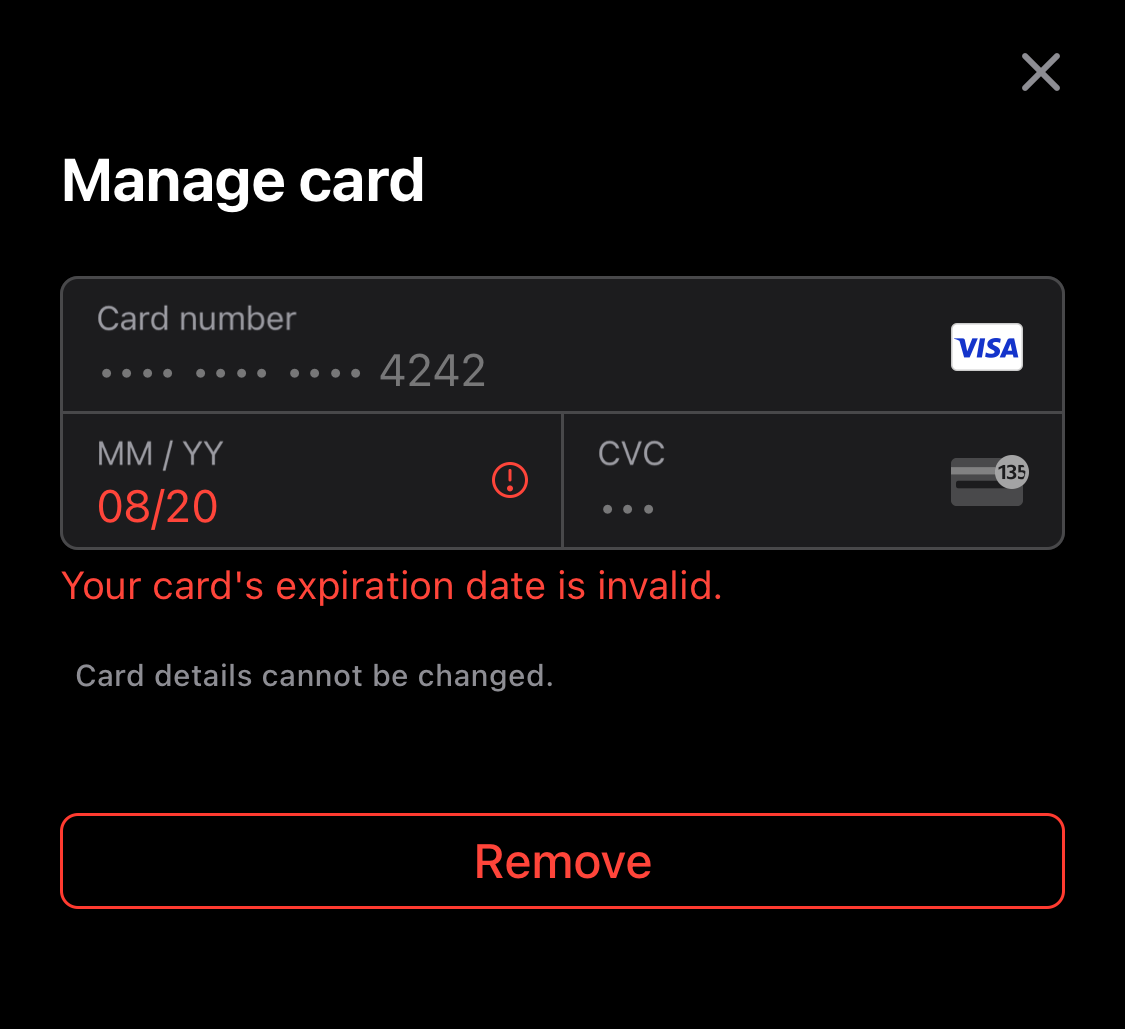 Manage card
Card number
•••• •••• •••• 4242
VISA
MM / YY
08/20
CVC
•••
135
Your card's expiration date is invalid.
Card details cannot be changed.
Remove